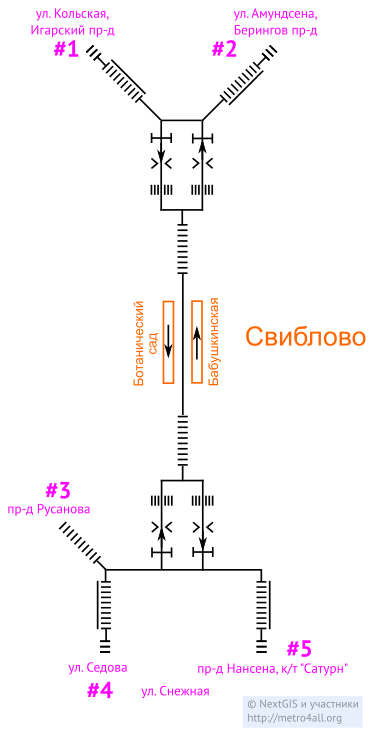 ул. Кольская,
Игарский пр-д
#1
ул. Амундсена,
Берингов пр-д
#2
Ботанический
сад
Бабушкинская
Свиблово
#3
пр-д Русанова
#5
ул. Седова
пр-д Нансена, к/т "Сатурн"
#4
ул. Снежная
© NextGIS и участники
http://metro4all.org